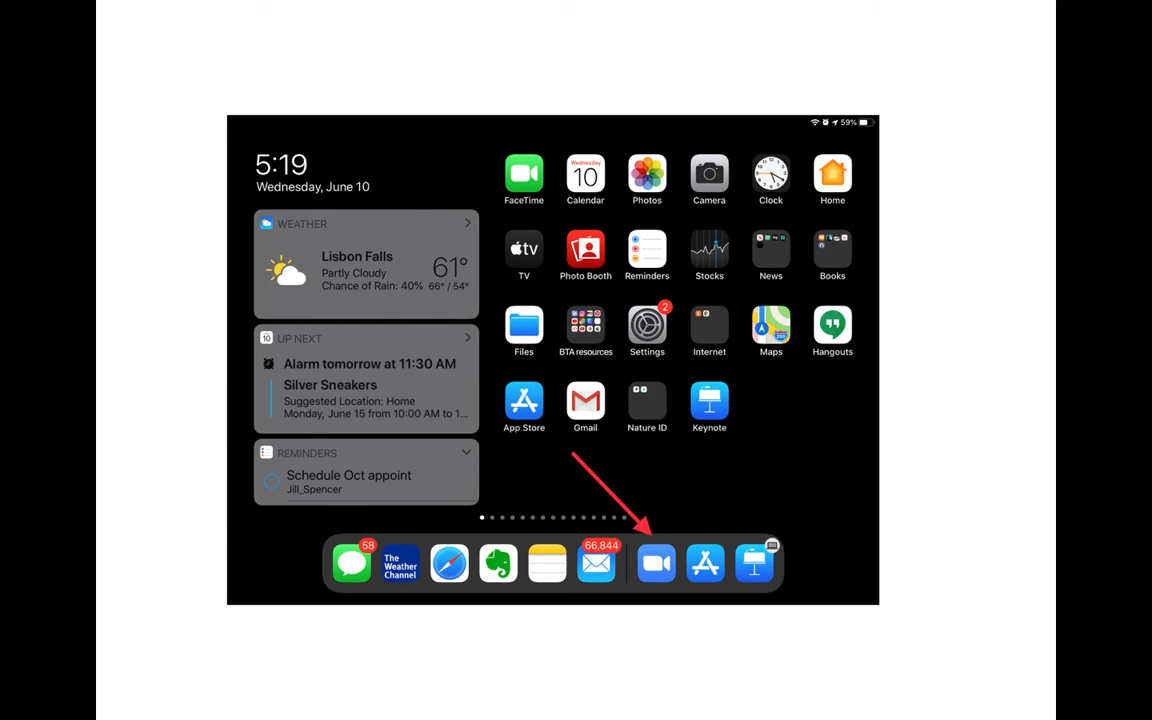 59%
5:19
Wednesday, June 10
WEATHER
Lisbon Falls
Partly Cloudy
Chance of Rain: 40%
61°
66° / 54°
UP NEXT
Alarm tomorrow at 11:30 AM
Silver Sneakers
Suggested Location: Home
Monday, June 15 from 10:00 AM to 1...
REMINDERS
Schedule Oct appoint
Jill_Spencer
Wednesday
10
FaceTime Calendar Photos Camera Clock Home
tv
TV Photo Booth Reminders Stocks News Books
2
Files BTA resources Settings Internet Maps Hangouts
App Store Gmail Nature ID Keynote
58
The
Weather
Channel
66,844